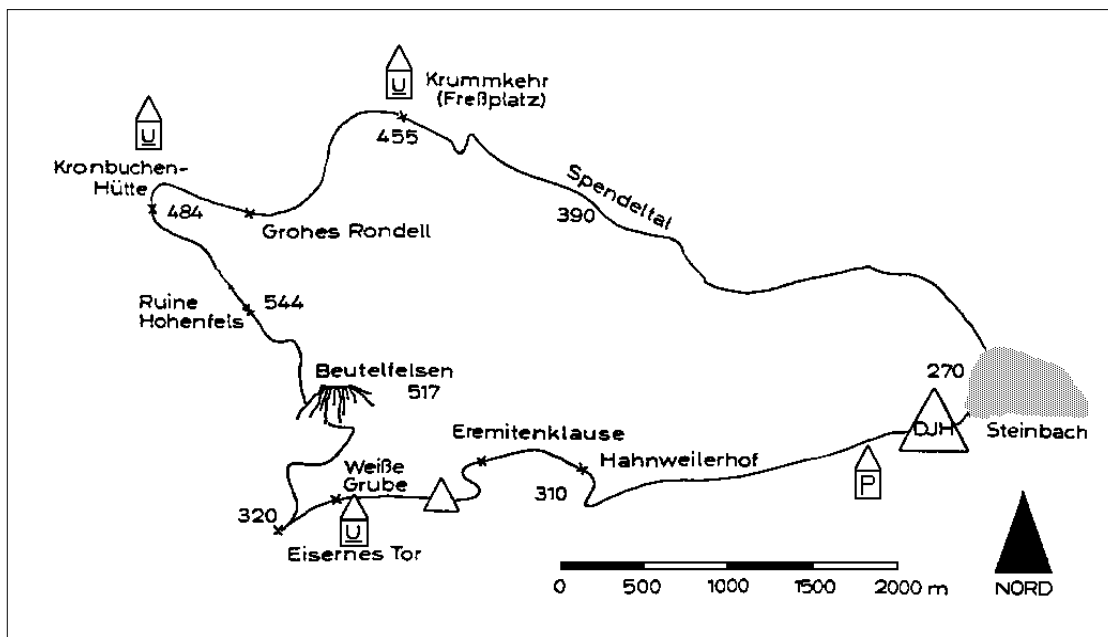 U
Krummkehr
(Freßplatz)
455
U
Kronbuchen-
Hütte
484
Grohes Rondell
Spendeltal
390
Ruine
Hohenfels
544
Beutelfelsen
517
270
DJH
Steinbach
Eremitenklause
Hahnweilerhof
310
P
Weiße
Grube
320
U
Eisernes Tor
0 500 1000 1500 2000 m
NORD